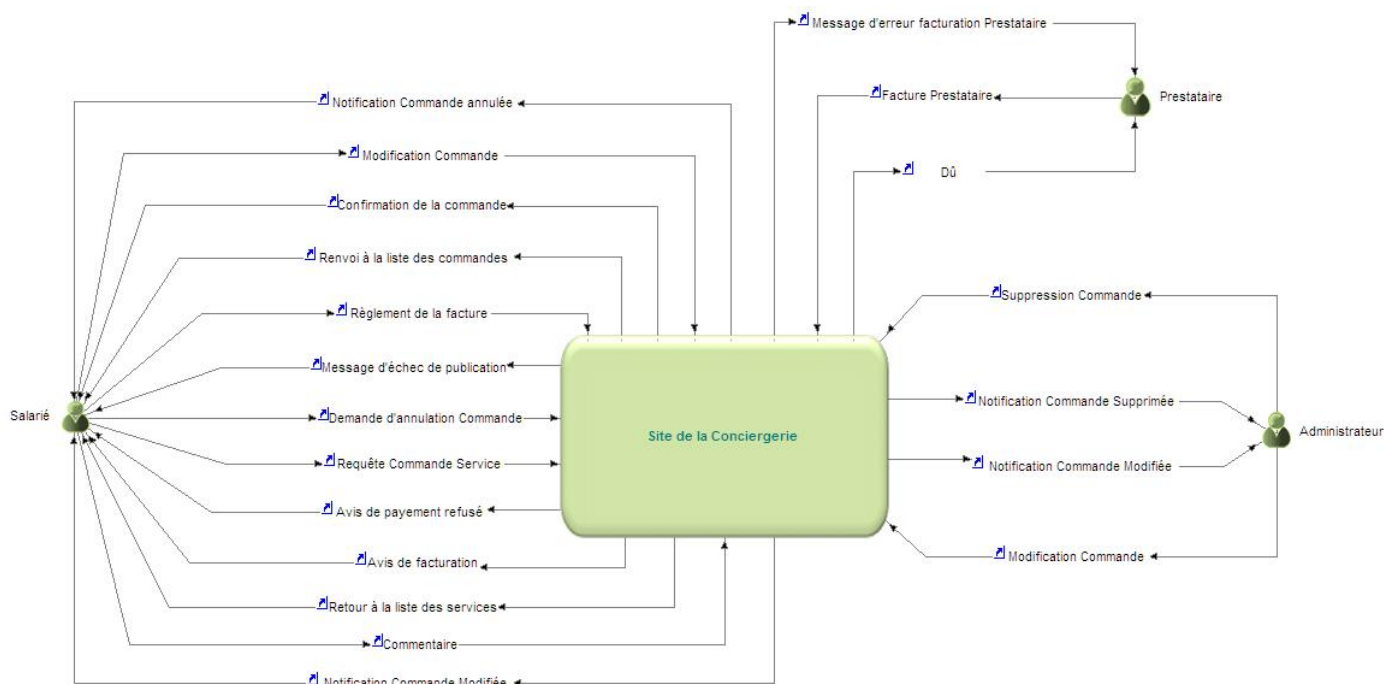 Message d'erreur facturation Prestataire
Facture Prestataire
Prestataire
Dû
Notification Commande annulée
Modification Commande
Confirmation de la commande
Renvoi à la liste des commandes
Règlement de la facture
Message d'échec de publication
Salarié
Demande d'annulation Commande
Requête Commande Service
Avis de payement refusé
Avis de facturation
Retour à la liste des services
Commentaire
Notification Commande Modifiée
Site de la Conciergerie
Suppression Commande
Notification Commande Supprimée
Administrateur
Notification Commande Modifiée
Modification Commande